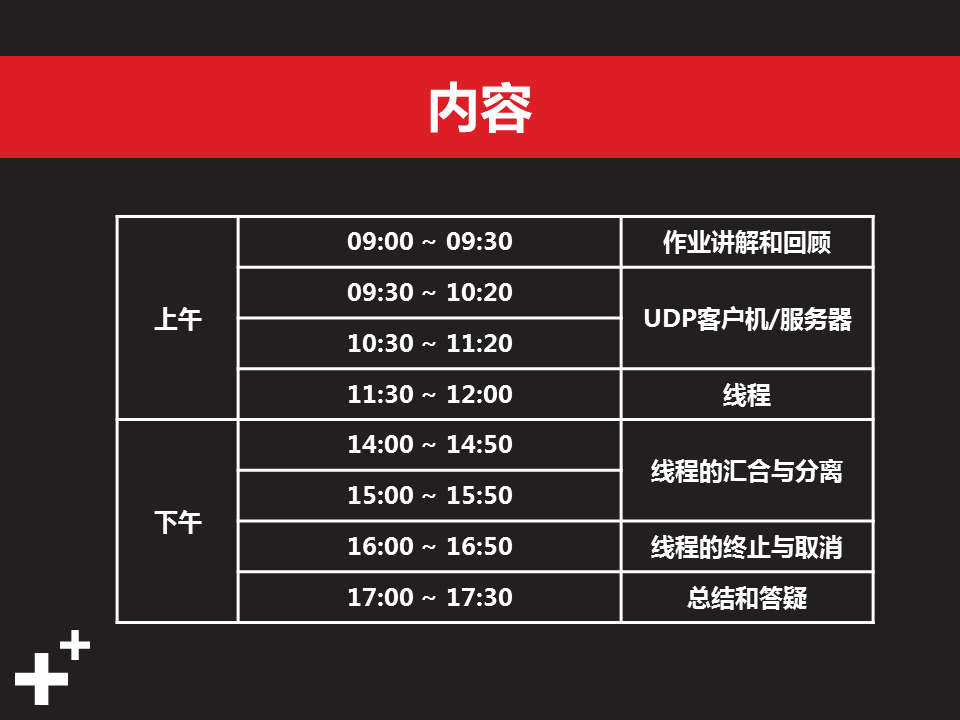 内容
上午
09:00 ~ 09:30
作业讲解和回顾
09:30 ~ 10:20
UDP客户机/服务器
10:30 ~ 11:20
11:30 ~ 12:00
线程
下午
14:00 ~ 14:50
线程的汇合与分离
15:00 ~ 15:50
16:00 ~ 16:50
线程的终止与取消
17:00 ~ 17:30
总结和答疑